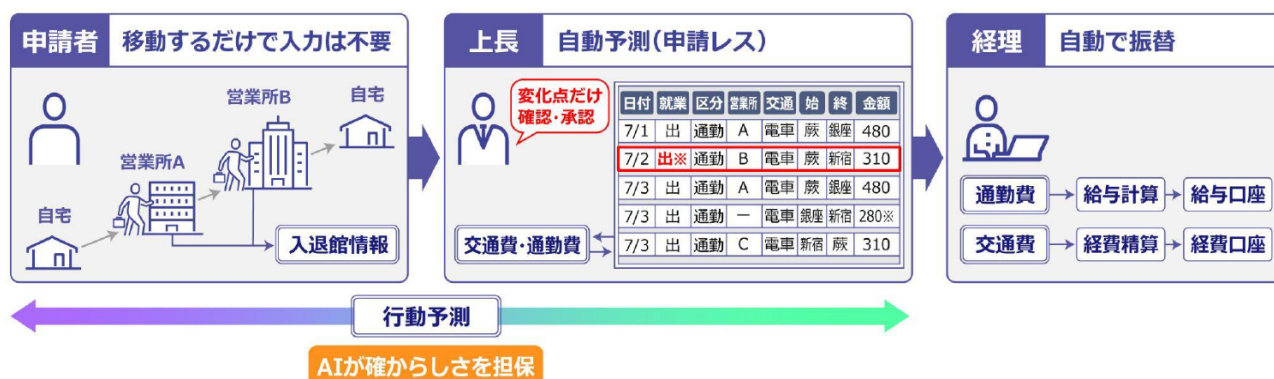 申請者 移動するだけで入力は不要
自宅
営業所A
営業所B
自宅
入退館情報
上長 自動予測(申請レス)
変化点だけ
確認・承認
交通費・通勤費
日付 就業 区分 営業所 交通 始 終 金額
7/1 出 通勤 A 電車 蕨 銀座 480
7/2 出※ 通勤 B 電車 蕨 新宿 310
7/3 出 通勤 A 電車 蕨 銀座 480
7/3 出 通勤 ー 電車 銀座 新宿 280※
7/3 出 通勤 C 電車 新宿 蕨 310
経理 自動で振替
通勤費 給与計算 給与口座
交通費 経費精算 経費口座
行動予測
AIが確からしさを担保